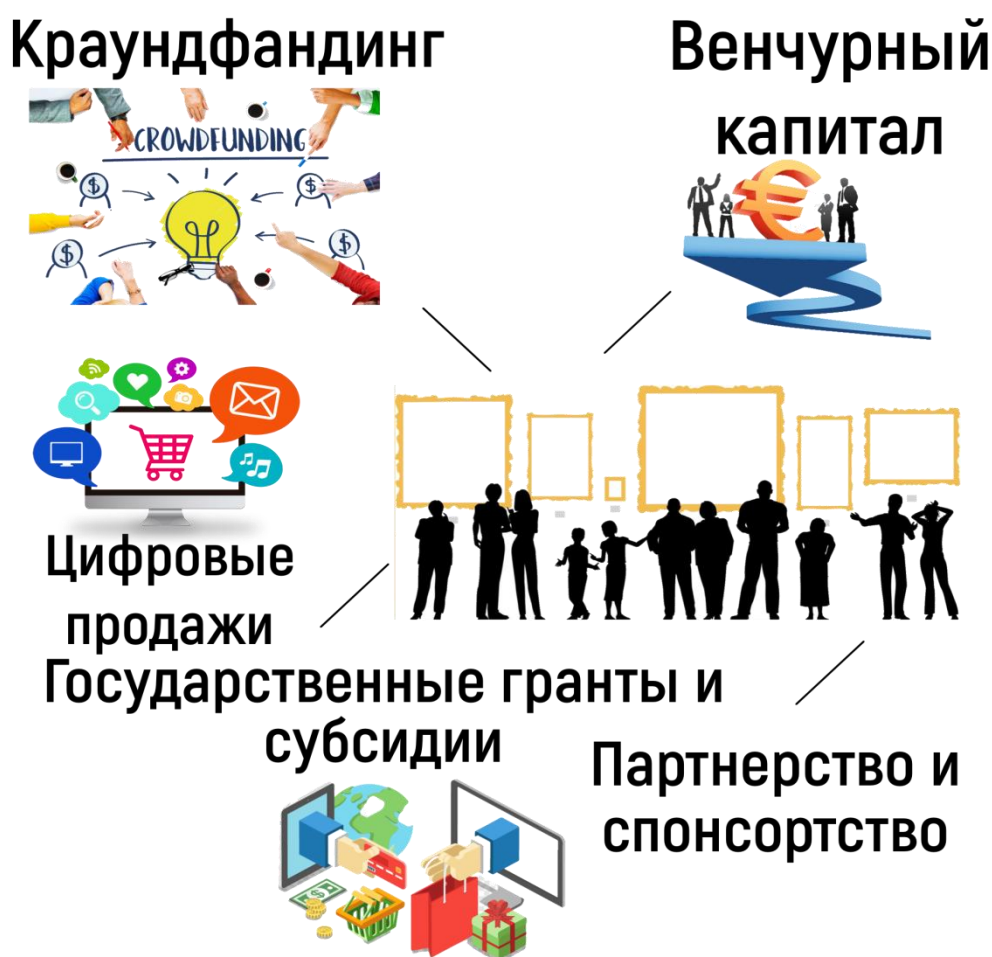 Краундфандинг
CROWDFUNDING
Венчурный
капитал
Цифровые
продажи
Государственные гранты и
субсидии
Партнерство и
спонсортство